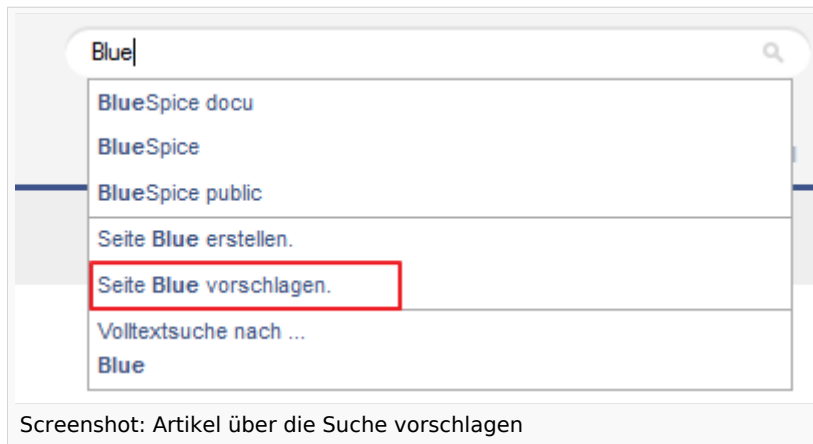 Blue
BlueSpice docu
BlueSpice
BlueSpice public
Seite Blue erstellen.
Seite Blue vorschlagen.
Volltextsuche nach ...
Blue
Screenshot: Artikel über die Suche vorschlagen